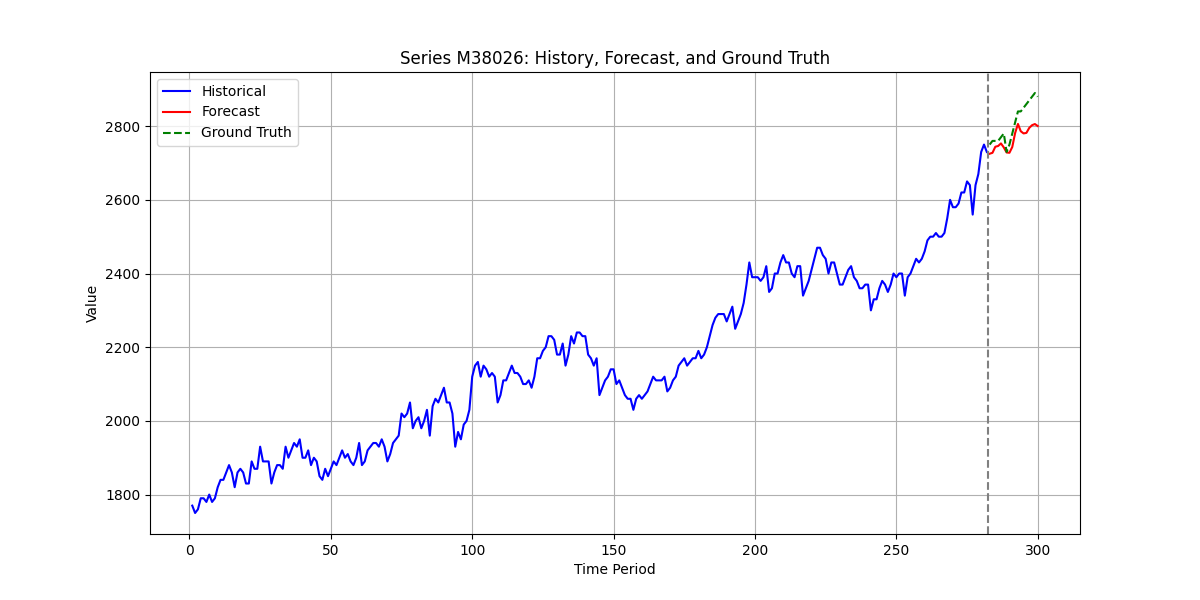 Series M38026: History, Forecast, and Ground Truth
Historical
Forecast
Ground Truth
2800
2600
2400
2200
2000
1800
Value
0 50 100 150 200 250 300
Time Period